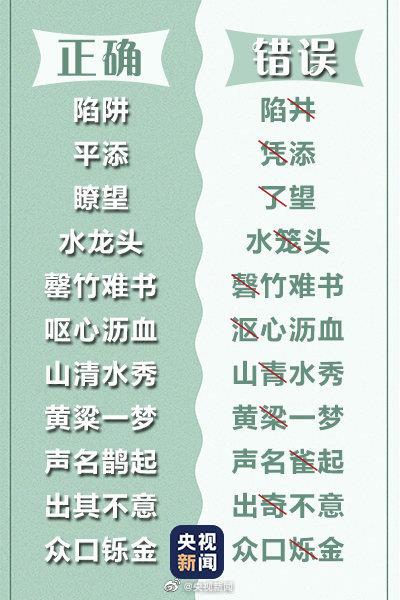 正确
陷阱
平添
瞭望
水龙头
罄竹难书
呕心沥血
山清水秀
黄粱一梦
声名鹊起
出其不意
众口铄金
错误
陷井
凭添
了望
水笼头
磬竹难书
沤心沥血
山青水秀
黄梁一梦
声名雀起
出奇不意
众口烁金
央视
新闻
@央视新闻